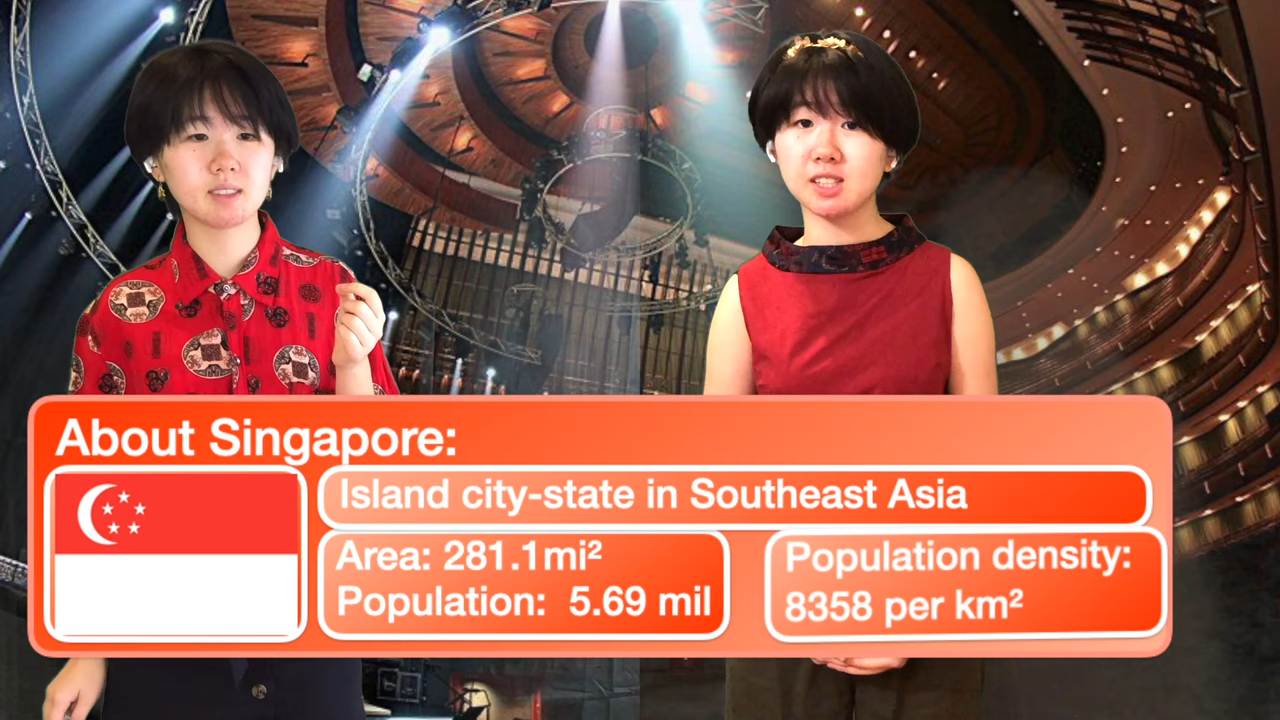 About Singapore:
Island city-state in Southeast Asia
Area: 281.1mi²
Population: 5.69 mil
Population density:
8358 per km²